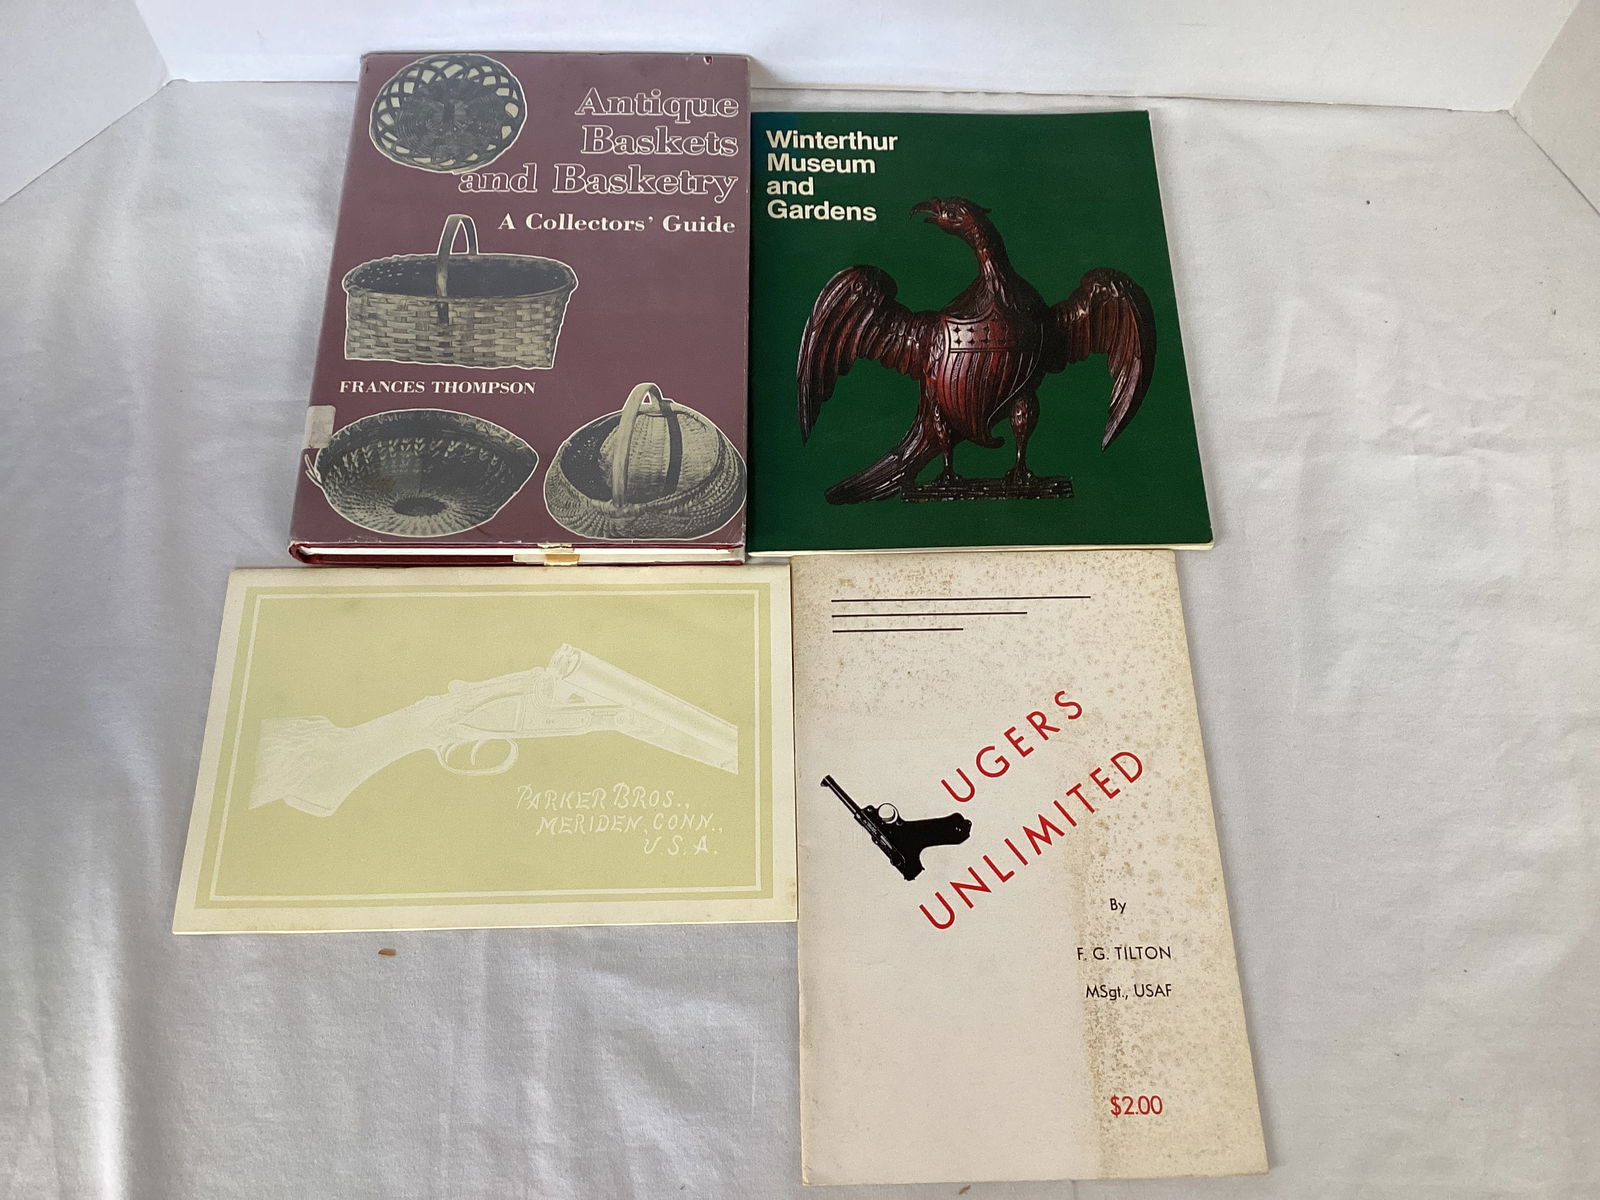 Antique
Baskets
and Basketry
A Collectors' Guide
FRANCES THOMPSON
Winterthur
Museum
and
Gardens
PARKER BROS.,
MERIDEN, CONN.,
U.S.A.
UGERS
UNLIMITED
By
F. G. TILTON
MSgt., USAF
$2.00